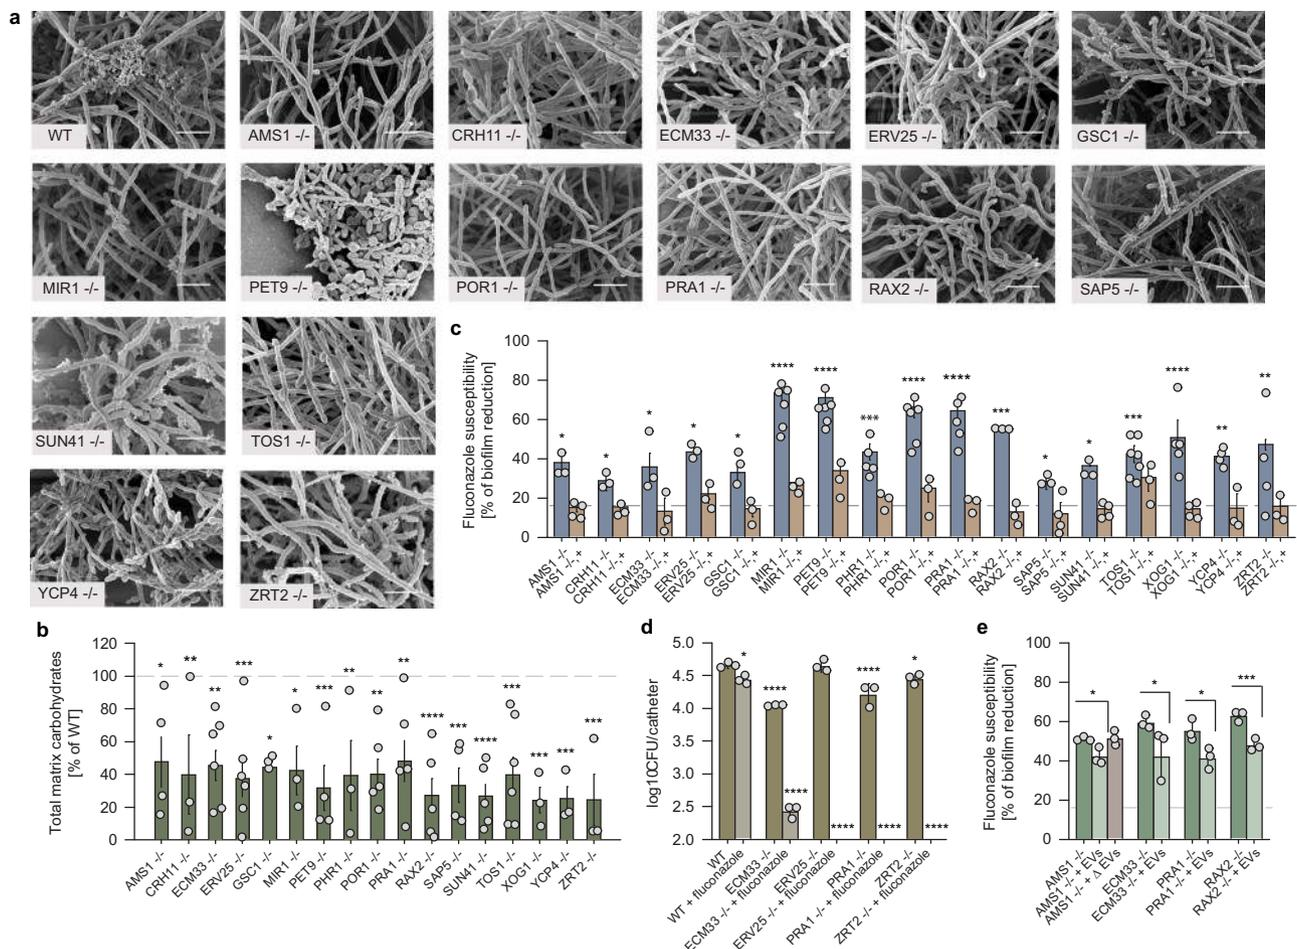 a
WT
AMS1 -/-
CRH11 -/-
ECM33 -/-
ERV25 -/-
GSC1 -/-
MIR1 -/-
PET9 -/-
POR1 -/-
PRA1 -/-
RAX2 -/-
SAP5 -/-
SUN41 -/-
TOS1 -/-
YCP4 -/-
ZRT2 -/-
c
Fluconazole susceptibility
[% of biofilm reduction]
100
80
60
40
20
0
*
*
*
*
*
****
****
***
****
****
***
*
*
***
****
**
**
AMS1 -/-
AMS1 -/-,+
CRH11 -/-
CRH11 -/-,+
ECM33 -/-
ECM33 -/-,+
ERV25 -/-
ERV25 -/-,+
GSC1 -/-
GSC1 -/-,+
MIR1 -/-
MIR1 -/-,+
PET9 -/-
PET9 -/-,+
PHR1 -/-
PHR1 -/-,+
POR1 -/-
POR1 -/-,+
PRA1 -/-
PRA1 -/-,+
RAX2 -/-
RAX2 -/-,+
SAP5 -/-
SAP5 -/-,+
SUN41 -/-
SUN41 -/-,+
TOS1 -/-
TOS1 -/-,+
XOG1 -/-
XOG1 -/-,+
YCP4 -/-
YCP4 -/-,+
ZRT2 -/-
ZRT2 -/-,+
b
Total matrix carbohydrates
[% of WT]
120
100
80
60
40
20
0
*
**
**
***
*
*
***
**
**
**
****
***
****
***
***
***
***
AMS1 -/-
CRH11 -/-
ECM33 -/-
ERV25 -/-
GSC1 -/-
MIR1 -/-
PET9 -/-
PHR1 -/-
POR1 -/-
PRA1 -/-
RAX2 -/-
SAP5 -/-
SUN41 -/-
TOS1 -/-
XOG1 -/-
YCP4 -/-
ZRT2 -/-
d
log10CFU/catheter
5.0
4.5
4.0
3.5
3.0
2.5
2.0
*
****
****
****
****
****
*
****
WT
WT + fluconazole
ECM33 -/-
ECM33 -/- + fluconazole
ERV25 -/-
ERV25 -/- + fluconazole
PRA1 -/-
PRA1 -/- + fluconazole
ZRT2 -/-
ZRT2 -/- + fluconazole
e
Fluconazole susceptibility
[% of biofilm reduction]
100
80
60
40
20
0
*
*
*
***
AMS1 -/-
AMS1 -/- + EVs
AMS1 -/- + Δ EVs
ECM33 -/-
ECM33 -/- + EVs
PRA1 -/-
PRA1 -/- + EVs
RAX2 -/-
RAX2 -/- + EVs